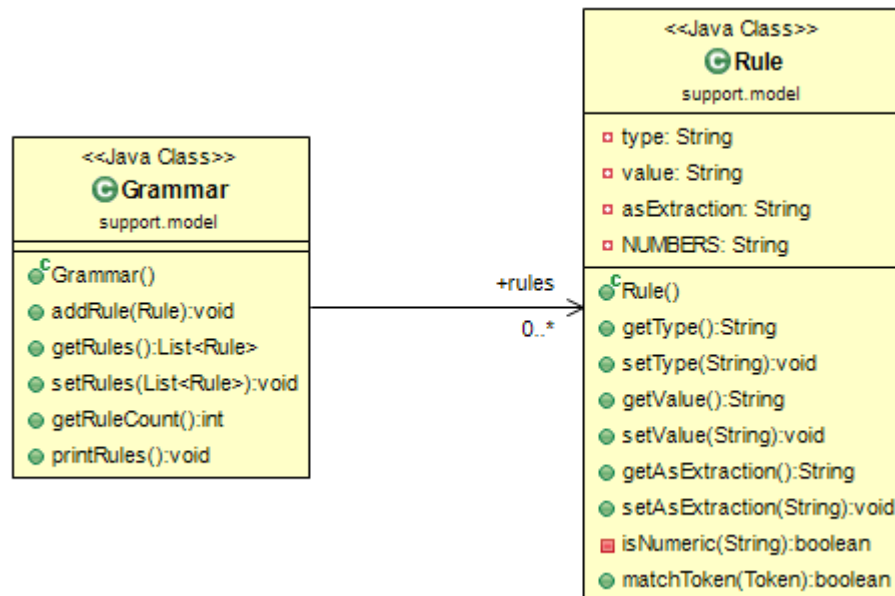 <<Java Class>>
Grammar
support.model
Grammar()
addRule(Rule):void
getRules():List<Rule>
setRules(List<Rule>):void
getRuleCount():int
printRules():void
+rules
0..*
<<Java Class>>
Rule
support.model
type: String
value: String
asExtraction: String
NUMBERS: String
Rule()
getType():String
setType(String):void
getValue():String
setValue(String):void
getAsExtraction():String
setAsExtraction(String):void
isNumeric(String):boolean
matchToken(Token):boolean